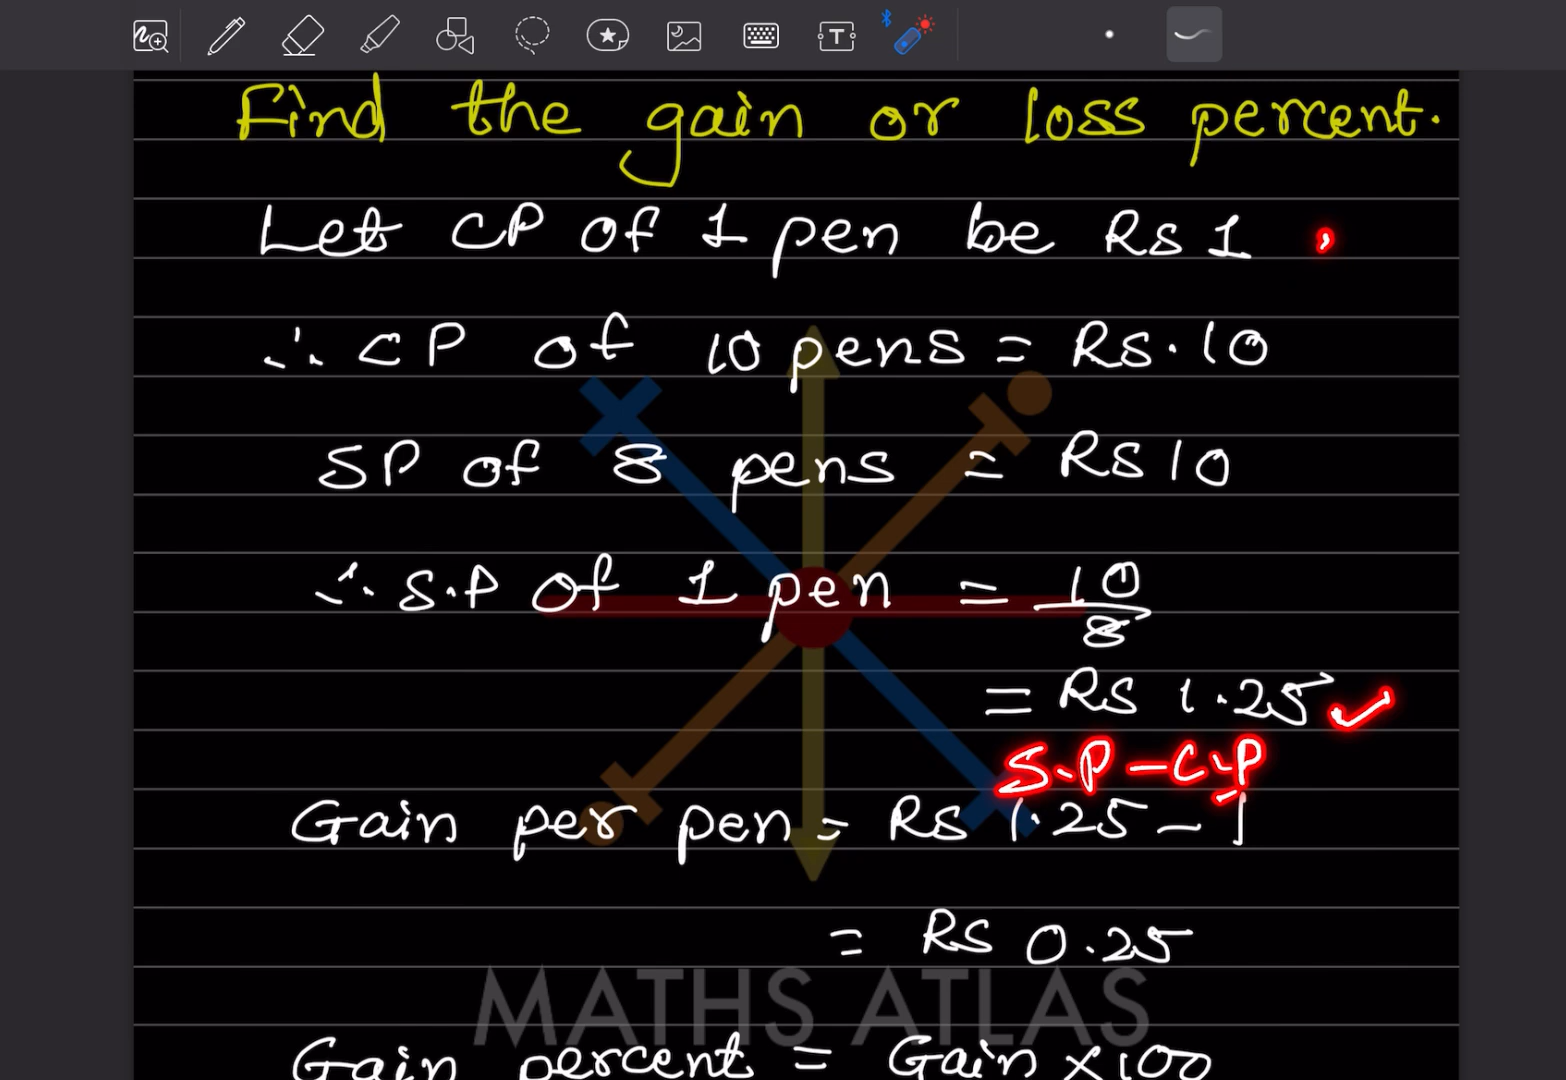 Find the gain or loss percent.
Let CP of 1 pen be Rs 1 ,
∴ CP of 10 pens = Rs. 10
SP of 8 pens = Rs 10
∴ S.P of 1 pen = 10/8
= Rs 1.25 ✓
S.P - C.P
Gain per pen = Rs 1.25 - 1
= Rs 0.25
MATHS ATLAS
Gain percent = Gain × 100